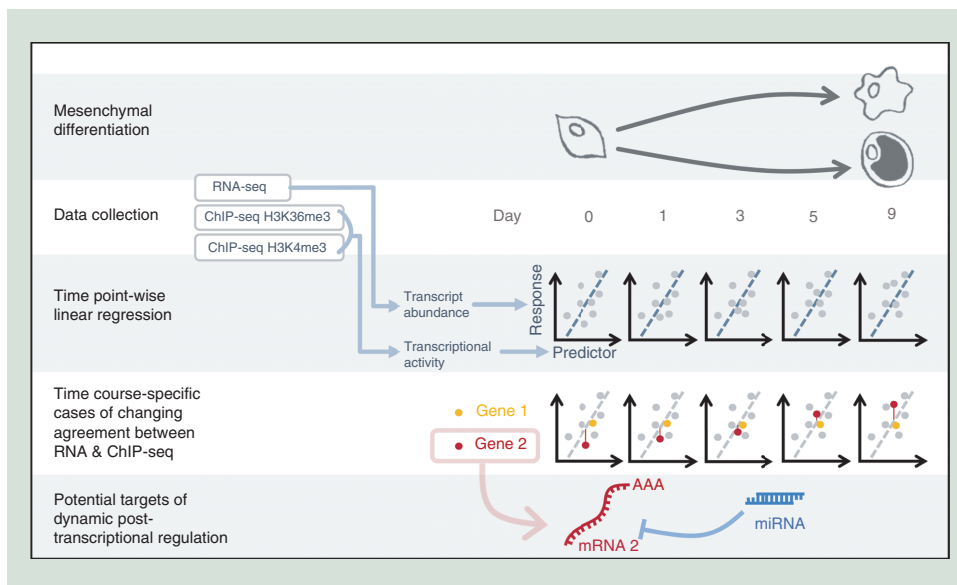 Mesenchymal
differentiation
Data collection
RNA-seq
ChIP-seq H3K36me3
ChIP-seq H3K4me3
Day 0 1 3 5 9
Time point-wise
linear regression
Transcript
abundance
Response
Transcriptional
activity
Predictor
Time course-specific
cases of changing
agreement between
RNA & ChIP-seq
Gene 1
Gene 2
Potential targets of
dynamic post-
transcriptional regulation
AAA
mRNA 2
miRNA